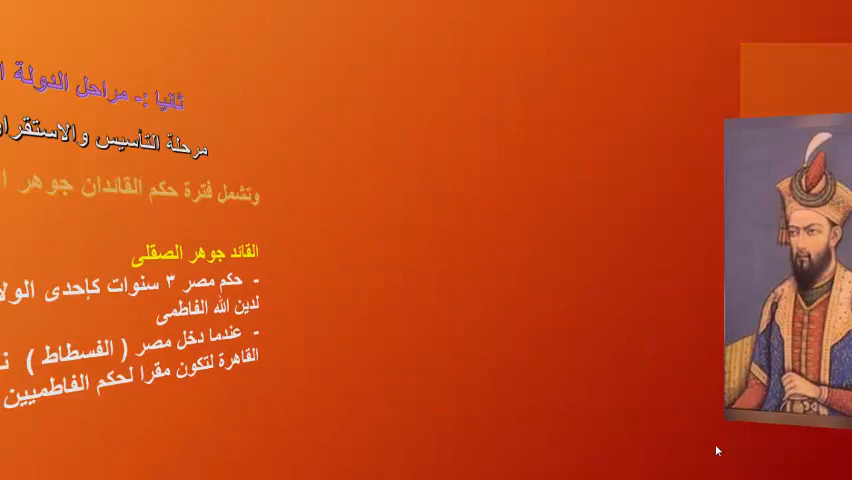 ثانيا :- مراحل الدولة
مرحلة التأسيس والاستقرار
وتشمل فترة حكم القائدان جوهر
القائد جوهر الصقلى
- حكم مصر ٣ سنوات كإحدى
لدين الله الفاطمى
- عندما دخل مصر ( الفسطاط )
القاهرة لتكون مقرا لحكم الفاطميين